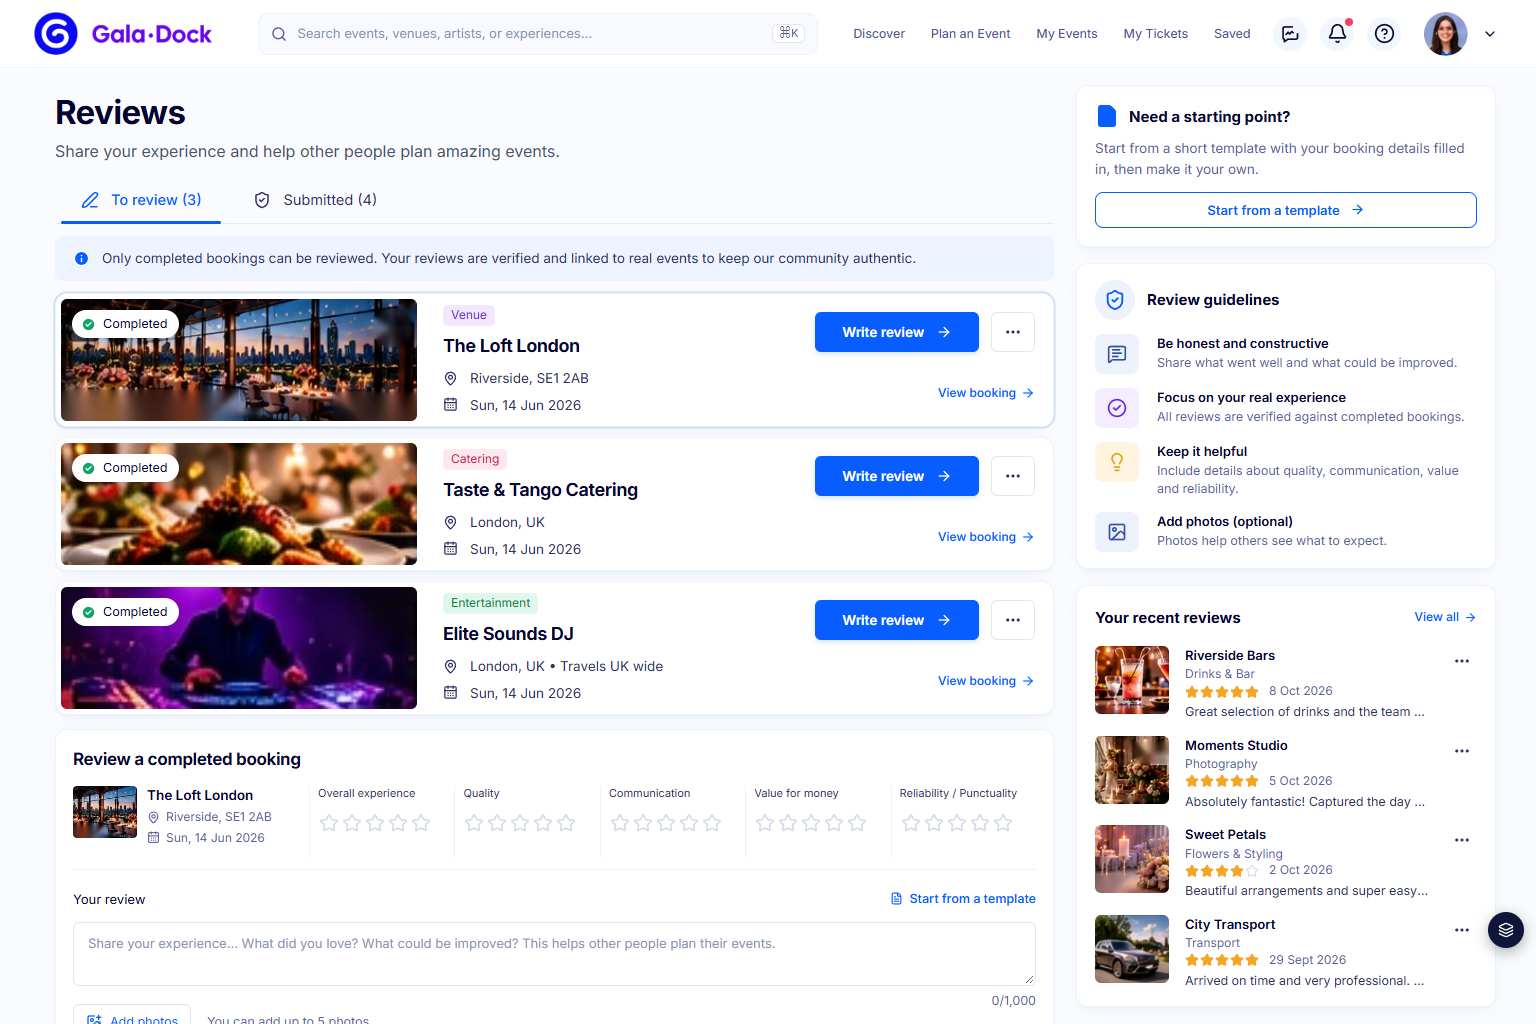 Gala·Dock
Search events, venues, artists, or experiences...
⌘K
Discover
Plan an Event
My Events
My Tickets
Saved
Reviews
Share your experience and help other people plan amazing events.
To review (3)
Submitted (4)
Only completed bookings can be reviewed. Your reviews are verified and linked to real events to keep our community authentic.
Completed
Venue
The Loft London
Riverside, SE1 2AB
Sun, 14 Jun 2026
Write review
View booking
Completed
Catering
Taste & Tango Catering
London, UK
Sun, 14 Jun 2026
Write review
View booking
Completed
Entertainment
Elite Sounds DJ
London, UK • Travels UK wide
Sun, 14 Jun 2026
Write review
View booking
Review a completed booking
The Loft London
Riverside, SE1 2AB
Sun, 14 Jun 2026
Overall experience
Quality
Communication
Value for money
Reliability / Punctuality
Your review
Start from a template
Share your experience... What did you love? What could be improved? This helps other people plan their events.
0/1,000
Add photos
You can add up to 5 photos
Need a starting point?
Start from a short template with your booking details filled
in, then make it your own.
Start from a template
Review guidelines
Be honest and constructive
Share what went well and what could be improved.
Focus on your real experience
All reviews are verified against completed bookings.
Keep it helpful
Include details about quality, communication, value
and reliability.
Add photos (optional)
Photos help others see what to expect.
Your recent reviews
View all
Riverside Bars
Drinks & Bar
8 Oct 2026
Great selection of drinks and the team ...
Moments Studio
Photography
5 Oct 2026
Absolutely fantastic! Captured the day ...
Sweet Petals
Flowers & Styling
2 Oct 2026
Beautiful arrangements and super easy...
City Transport
Transport
29 Sept 2026
Arrived on time and very professional. ...